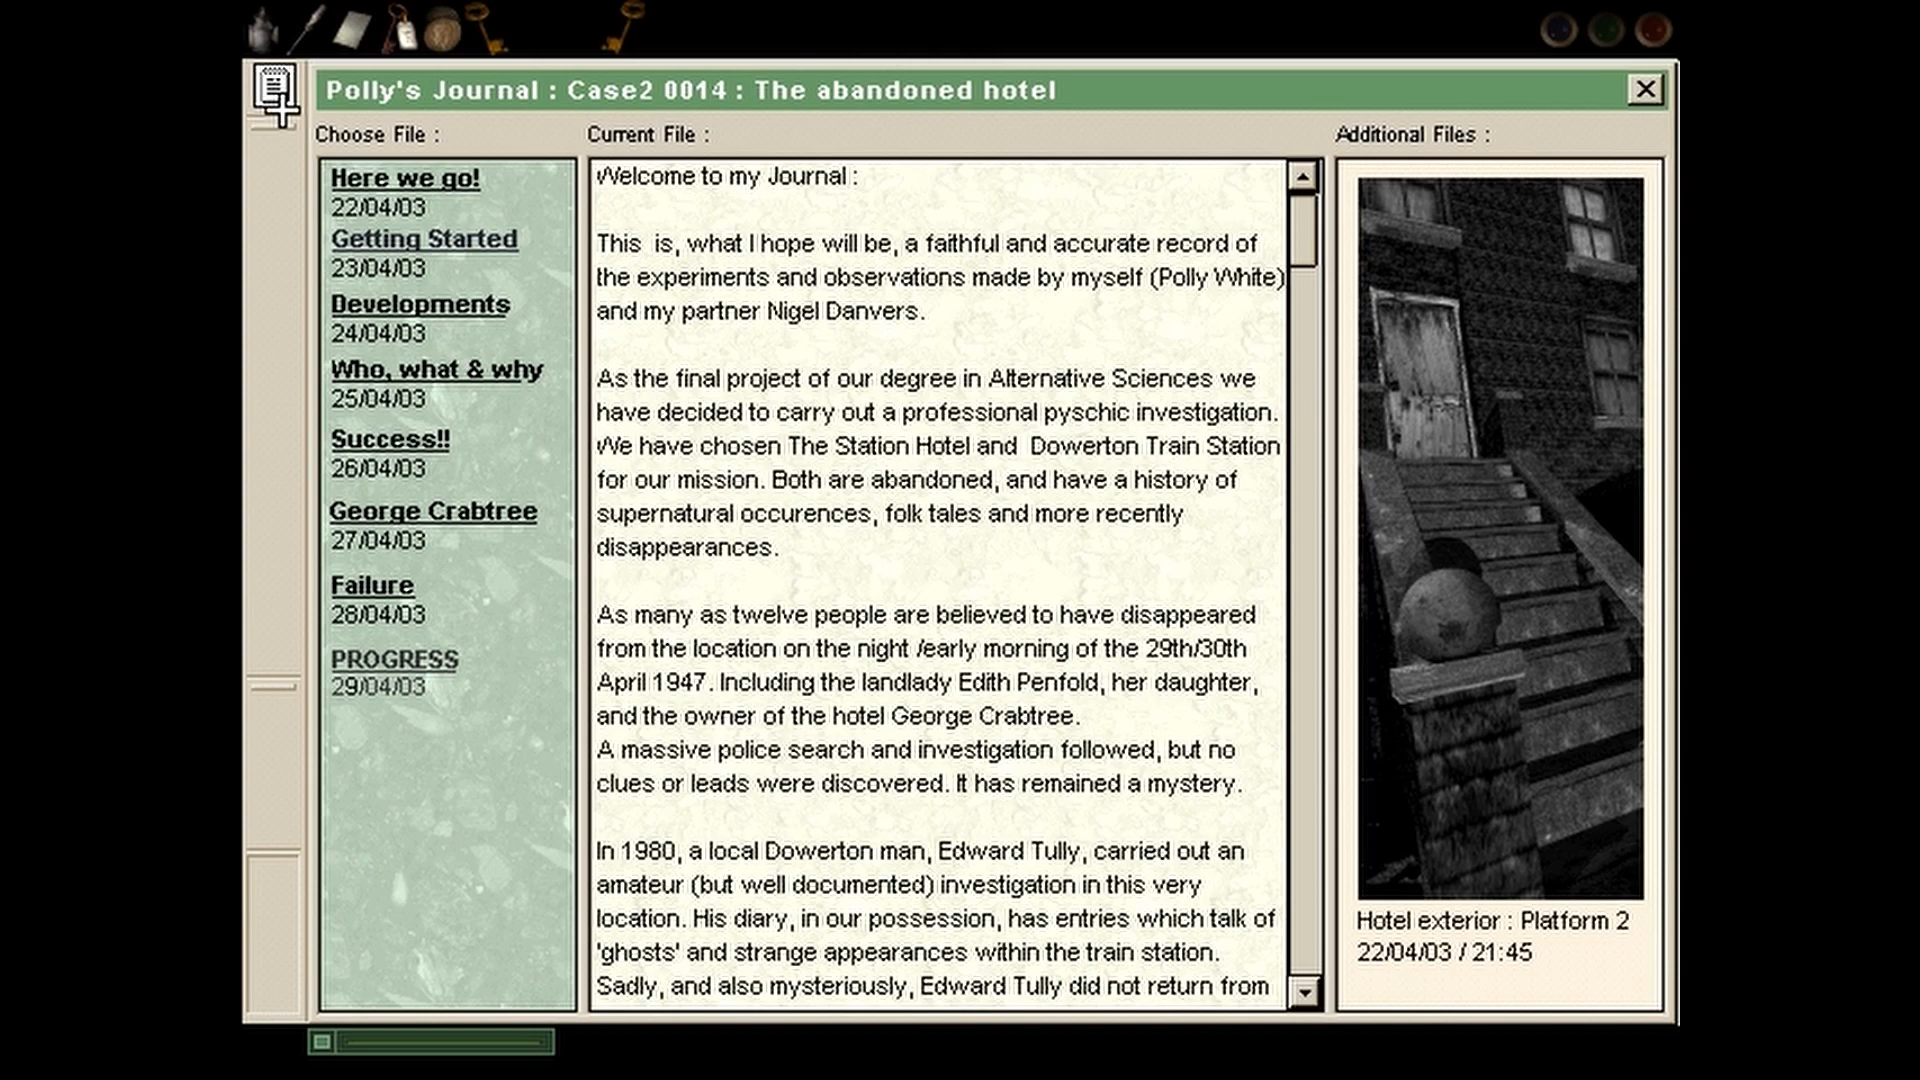 Polly's Journal : Case2 0014 : The abandoned hotel
Choose File :
Here we go!
22/04/03
Getting Started
23/04/03
Developments
24/04/03
Who, what & why
25/04/03
Success!!
26/04/03
George Crabtree
27/04/03
Failure
28/04/03
PROGRESS
29/04/03
Current File :
Welcome to my Journal :
This is, what I hope will be, a faithful and accurate record of
the experiments and observations made by myself (Polly White)
and my partner Nigel Danvers.
As the final project of our degree in Alternative Sciences we
have decided to carry out a professional pyschic investigation.
We have chosen The Station Hotel and Dowerton Train Station
for our mission. Both are abandoned, and have a history of
supernatural occurences, folk tales and more recently
disappearances.
As many as twelve people are believed to have disappeared
from the location on the night /early morning of the 29th/30th
April 1947. Including the landlady Edith Penfold, her daughter,
and the owner of the hotel George Crabtree.
A massive police search and investigation followed, but no
clues or leads were discovered. It has remained a mystery.
In 1980, a local Dowerton man, Edward Tully, carried out an
amateur (but well documented) investigation in this very
location. His diary, in our possession, has entries which talk of
'ghosts' and strange appearances within the train station.
Sadly, and also mysteriously, Edward Tully did not return from
Additional Files :
Hotel exterior : Platform 2
22/04/03 / 21:45